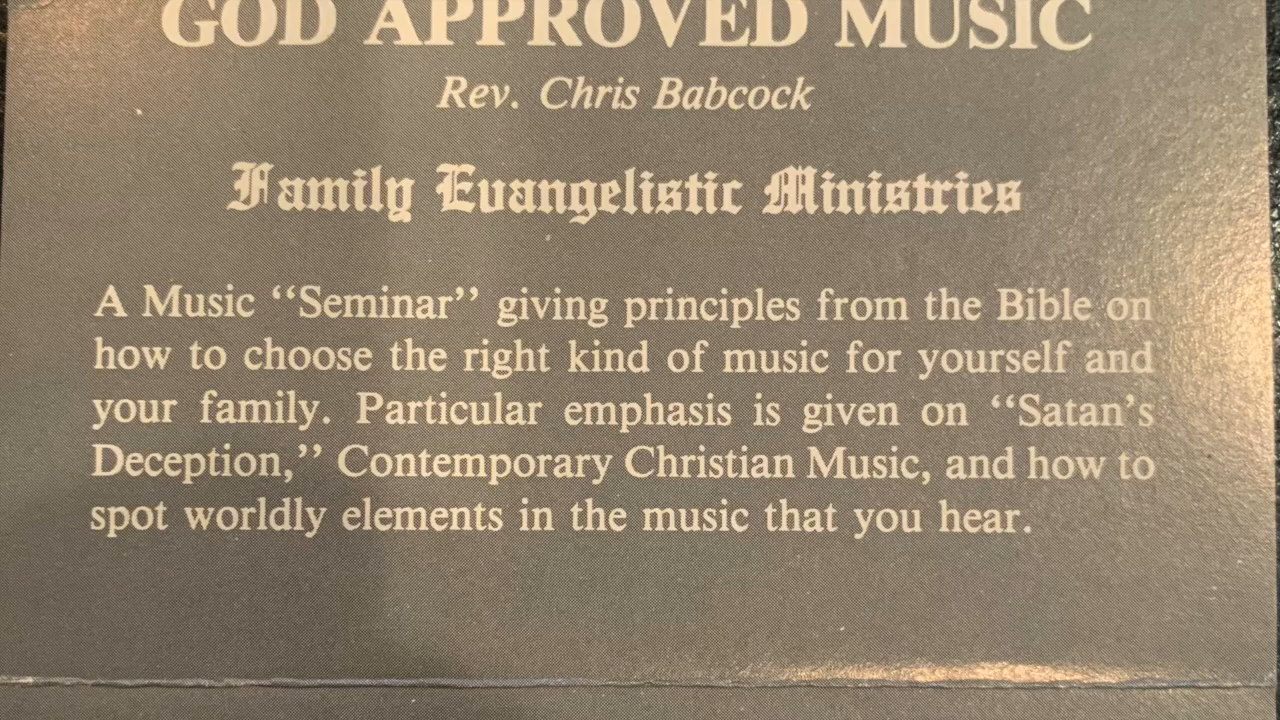 GOD APPROVED MUSIC
Rev. Chris Babcock
Family Evangelistic Ministries
A Music “Seminar” giving principles from the Bible on
how to choose the right kind of music for yourself and
your family. Particular emphasis is given on “Satan’s
Deception,” Contemporary Christian Music, and how to
spot worldly elements in the music that you hear.